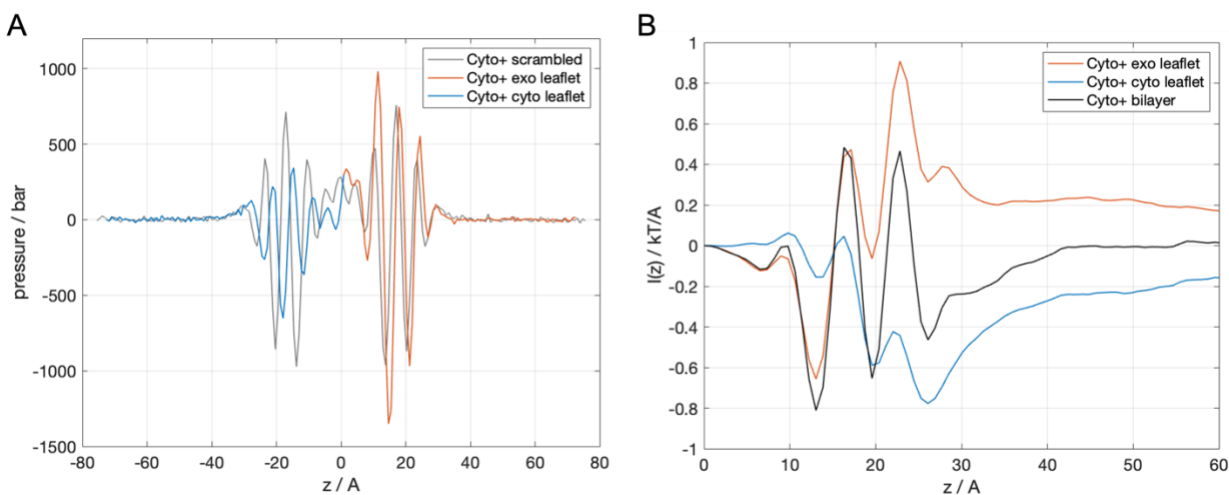 A
pressure / bar
1000
500
0
-500
-1000
-1500
-80
-60
-40
-20
0
20
40
60
80
z / A
Cyto+ scrambled
Cyto+ exo leaflet
Cyto+ cyto leaflet
B
I(z) / kT/A
1
0.8
0.6
0.4
0.2
0
-0.2
-0.4
-0.6
-0.8
-1
0
10
20
30
40
50
60
z / A
Cyto+ exo leaflet
Cyto+ cyto leaflet
Cyto+ bilayer